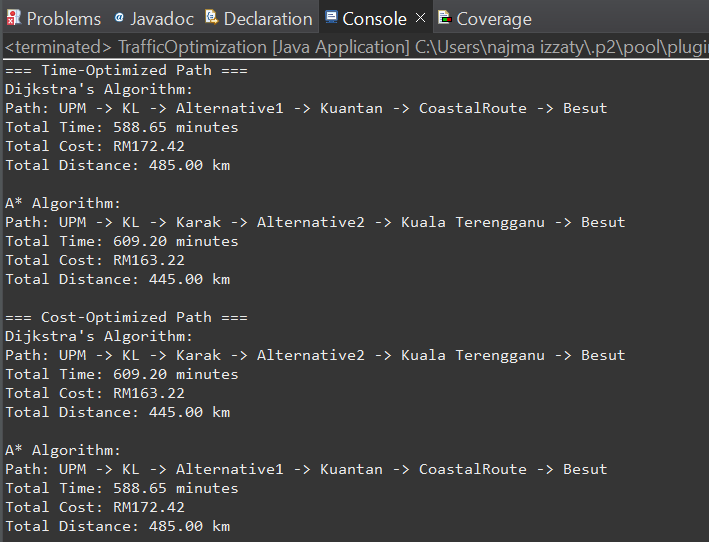 Problems Javadoc Declaration Console Coverage
<terminated> TrafficOptimization [Java Application] C:\Users\najma izzaty\.p2\pool\plugi
=== Time-Optimized Path ===
Dijkstra's Algorithm:
Path: UPM -> KL -> Alternative1 -> Kuantan -> CoastalRoute -> Besut
Total Time: 588.65 minutes
Total Cost: RM172.42
Total Distance: 485.00 km
A* Algorithm:
Path: UPM -> KL -> Karak -> Alternative2 -> Kuala Terengganu -> Besut
Total Time: 609.20 minutes
Total Cost: RM163.22
Total Distance: 445.00 km
=== Cost-Optimized Path ===
Dijkstra's Algorithm:
Path: UPM -> KL -> Karak -> Alternative2 -> Kuala Terengganu -> Besut
Total Time: 609.20 minutes
Total Cost: RM163.22
Total Distance: 445.00 km
A* Algorithm:
Path: UPM -> KL -> Alternative1 -> Kuantan -> CoastalRoute -> Besut
Total Time: 588.65 minutes
Total Cost: RM172.42
Total Distance: 485.00 km